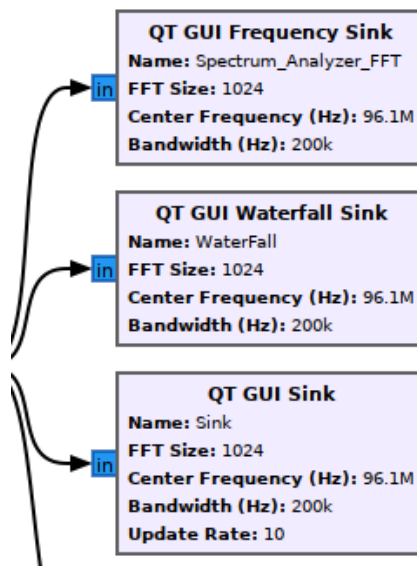 QT GUI Frequency Sink
Name: Spectrum_Analyzer_FFT
in
FFT Size: 1024
Center Frequency (Hz): 96.1M
Bandwidth (Hz): 200k
QT GUI Waterfall Sink
Name: WaterFall
in
FFT Size: 1024
Center Frequency (Hz): 96.1M
Bandwidth (Hz): 200k
QT GUI Sink
Name: Sink
FFT Size: 1024
in
Center Frequency (Hz): 96.1M
Bandwidth (Hz): 200k
Update Rate: 10